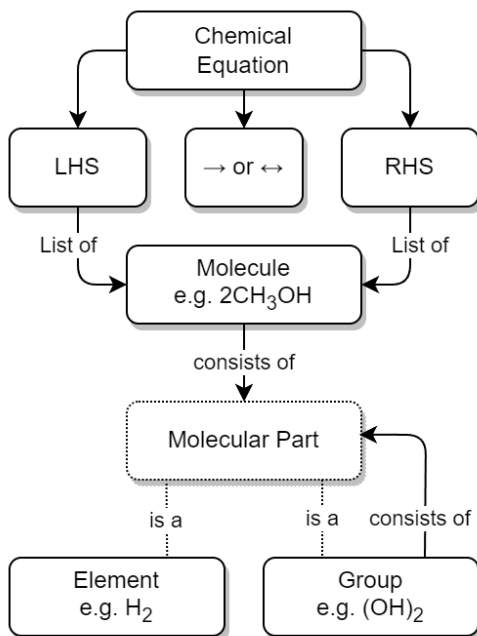 Chemical
Equation
LHS
→ or ↔
RHS
List of
List of
Molecule
e.g. 2CH₃OH
consists of
Molecular Part
is a
is a
consists of
Element
e.g. H₂
Group
e.g. (OH)₂